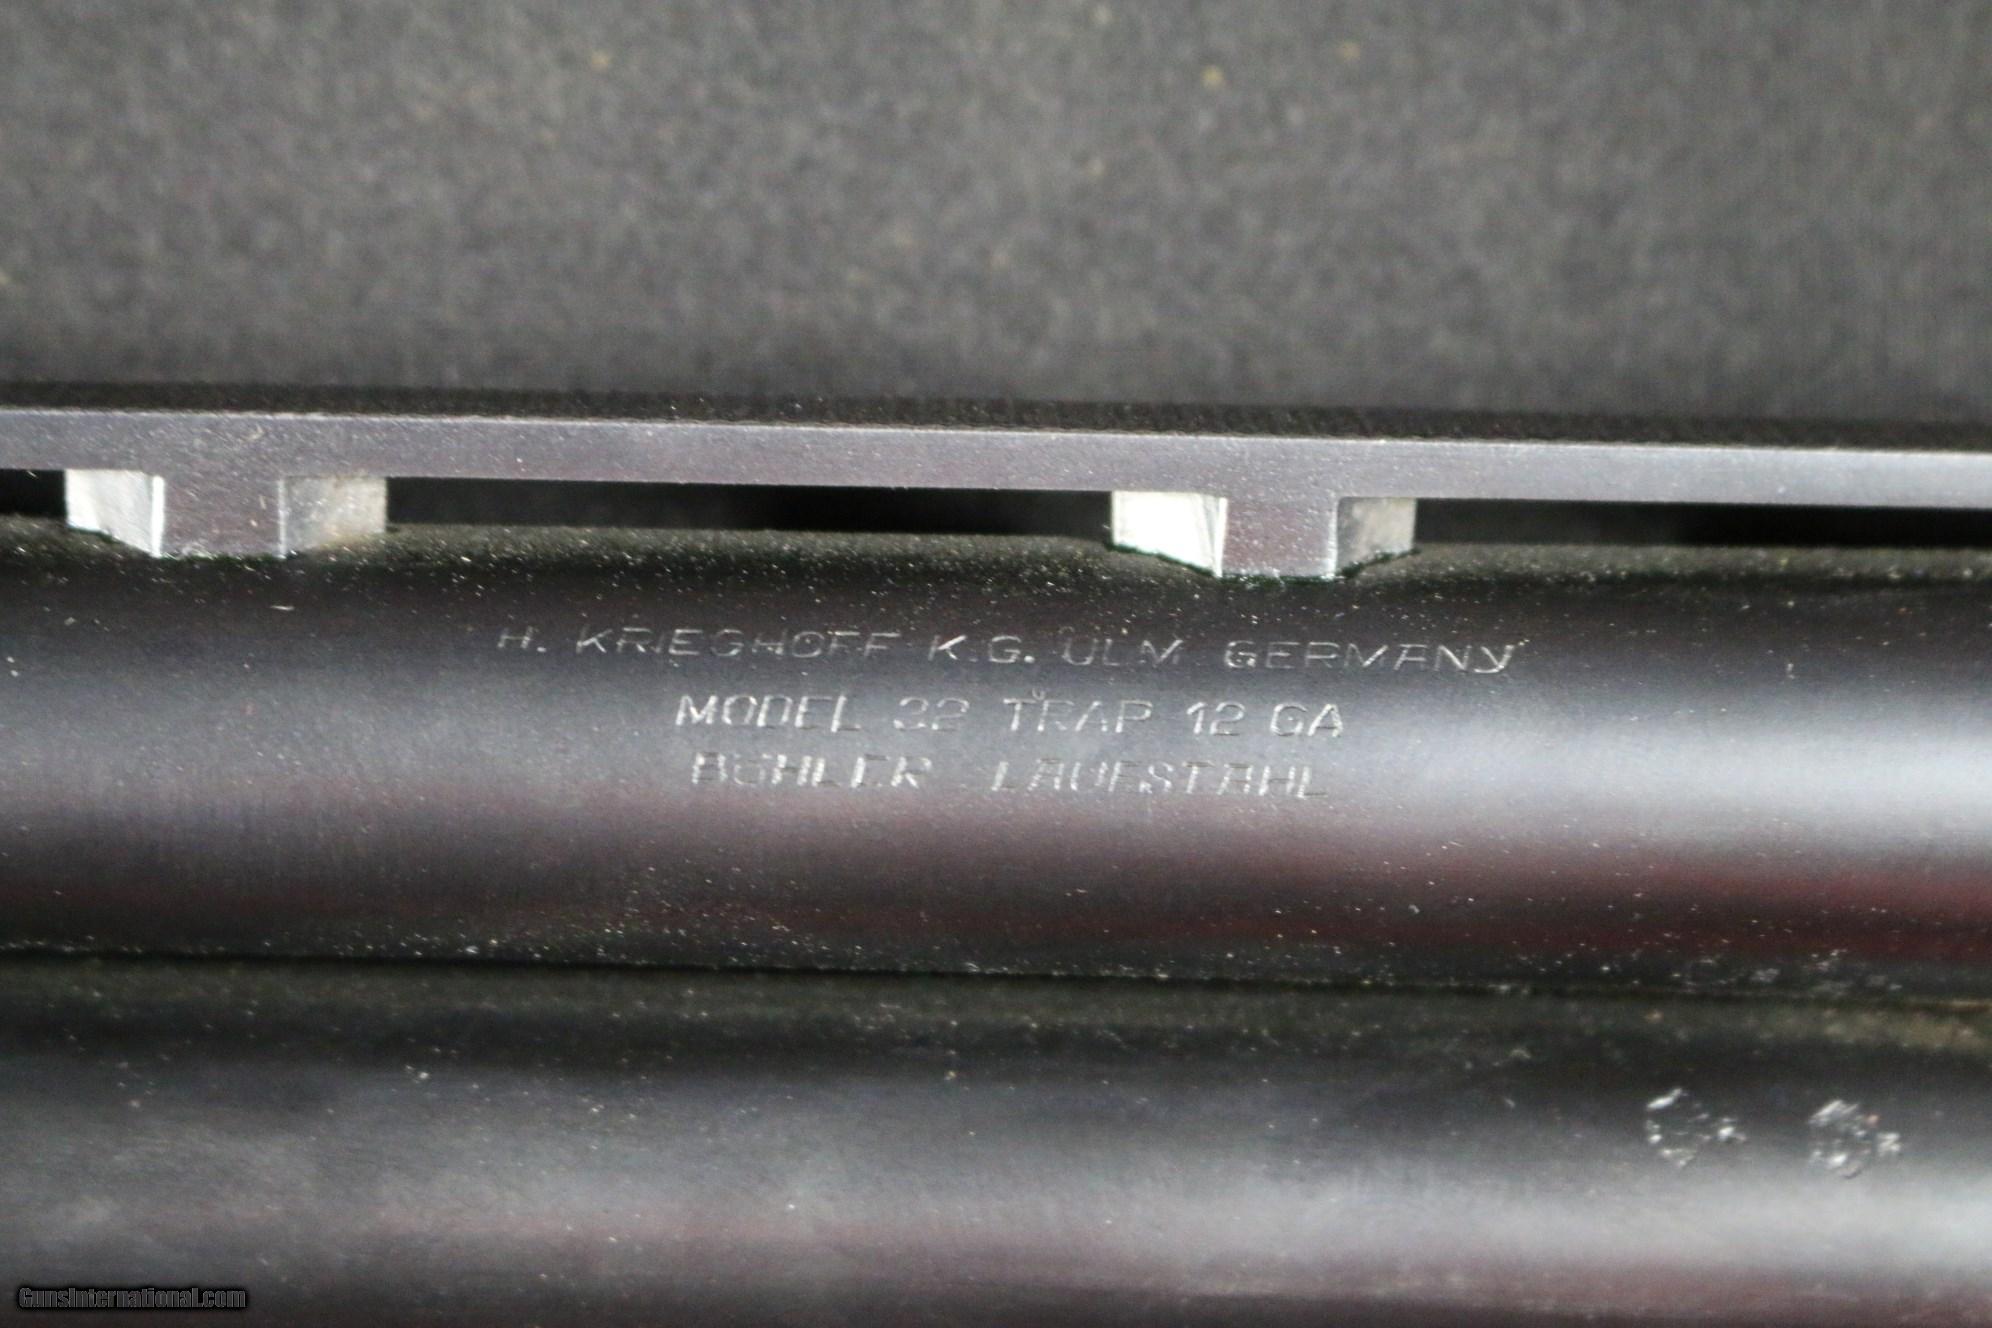 H. KRIEGHOFF K.G. ULM GERMANY
MODEL 32 TRAP 12 GA
BÖHLER LAUFSTAHL
GunsInternational.com